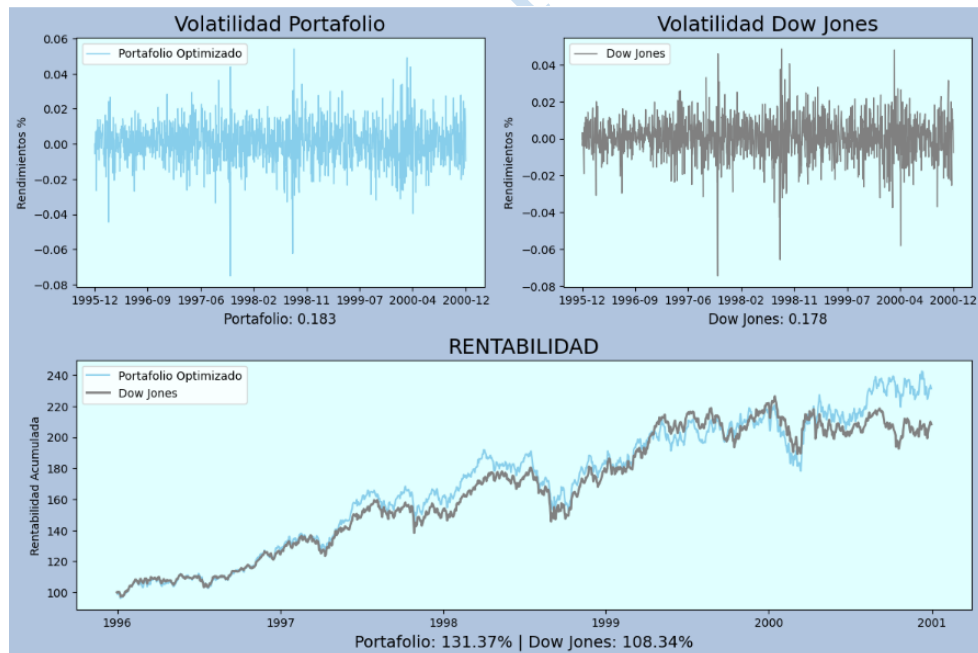 Volatilidad Portafolio
Portafolio Optimizado
0.06
0.04
0.02
0.00
−0.02
−0.04
−0.06
−0.08
Rendimientos %
1995-12 1996-09 1997-06 1998-02 1998-11 1999-07 2000-04 2000-12
Portafolio: 0.183
Volatilidad Dow Jones
Dow Jones
0.04
0.02
0.00
−0.02
−0.04
−0.06
−0.08
Rendimientos %
1995-12 1996-09 1997-06 1998-02 1998-11 1999-07 2000-04 2000-12
Dow Jones: 0.178
RENTABILIDAD
Portafolio Optimizado
Dow Jones
240
220
200
180
160
140
120
100
Rentabilidad Acumulada
1996 1997 1998 1999 2000 2001
Portafolio: 131.37% | Dow Jones: 108.34%